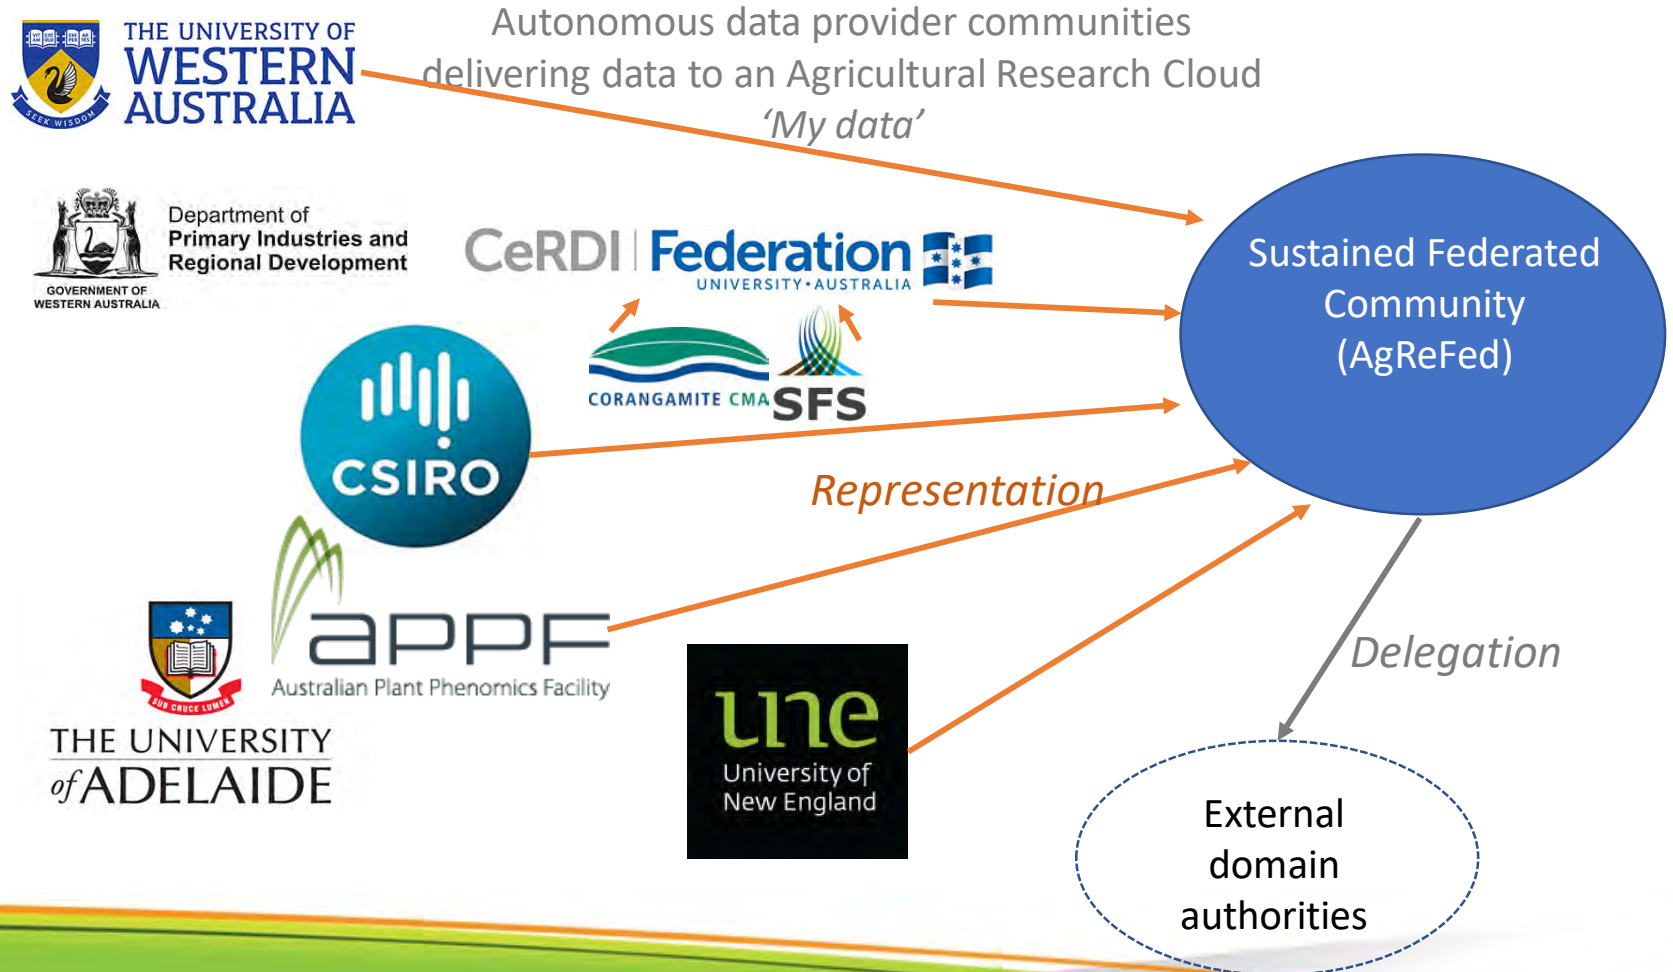 THE UNIVERSITY OF
WESTERN
AUSTRALIA
SEEK WISDOM
Autonomous data provider communities
delivering data to an Agricultural Research Cloud
‘My data’
Department of
Primary Industries and
Regional Development
GOVERNMENT OF
WESTERN AUSTRALIA
CeRDI
Federation
UNIVERSITY•AUSTRALIA
CORANGAMITE CMA
SFS
CSIRO
Sustained Federated
Community
(AgReFed)
Representation
appf
Australian Plant Phenomics Facility
SUB CRUCE LUMEN
THE UNIVERSITY
of ADELAIDE
une
University of
New England
Delegation
External
domain
authorities